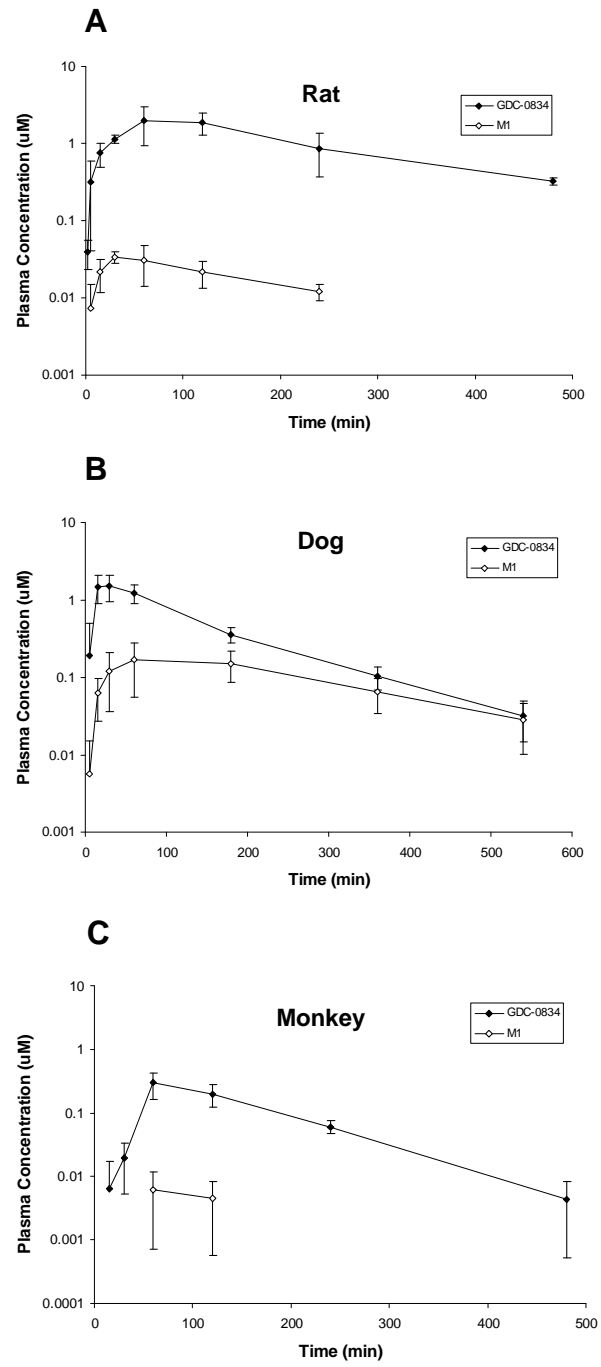 A
Rat
GDC-0834
M1
10
1
0.1
0.01
0.001
Plasma Concentration (uM)
0 100 200 300 400 500
Time (min)
B
Dog
GDC-0834
M1
10
1
0.1
0.01
0.001
Plasma Concentration (uM)
0 100 200 300 400 500 600
Time (min)
C
Monkey
GDC-0834
M1
10
1
0.1
0.01
0.001
0.0001
Plasma Concentration (uM)
0 100 200 300 400 500
Time (min)